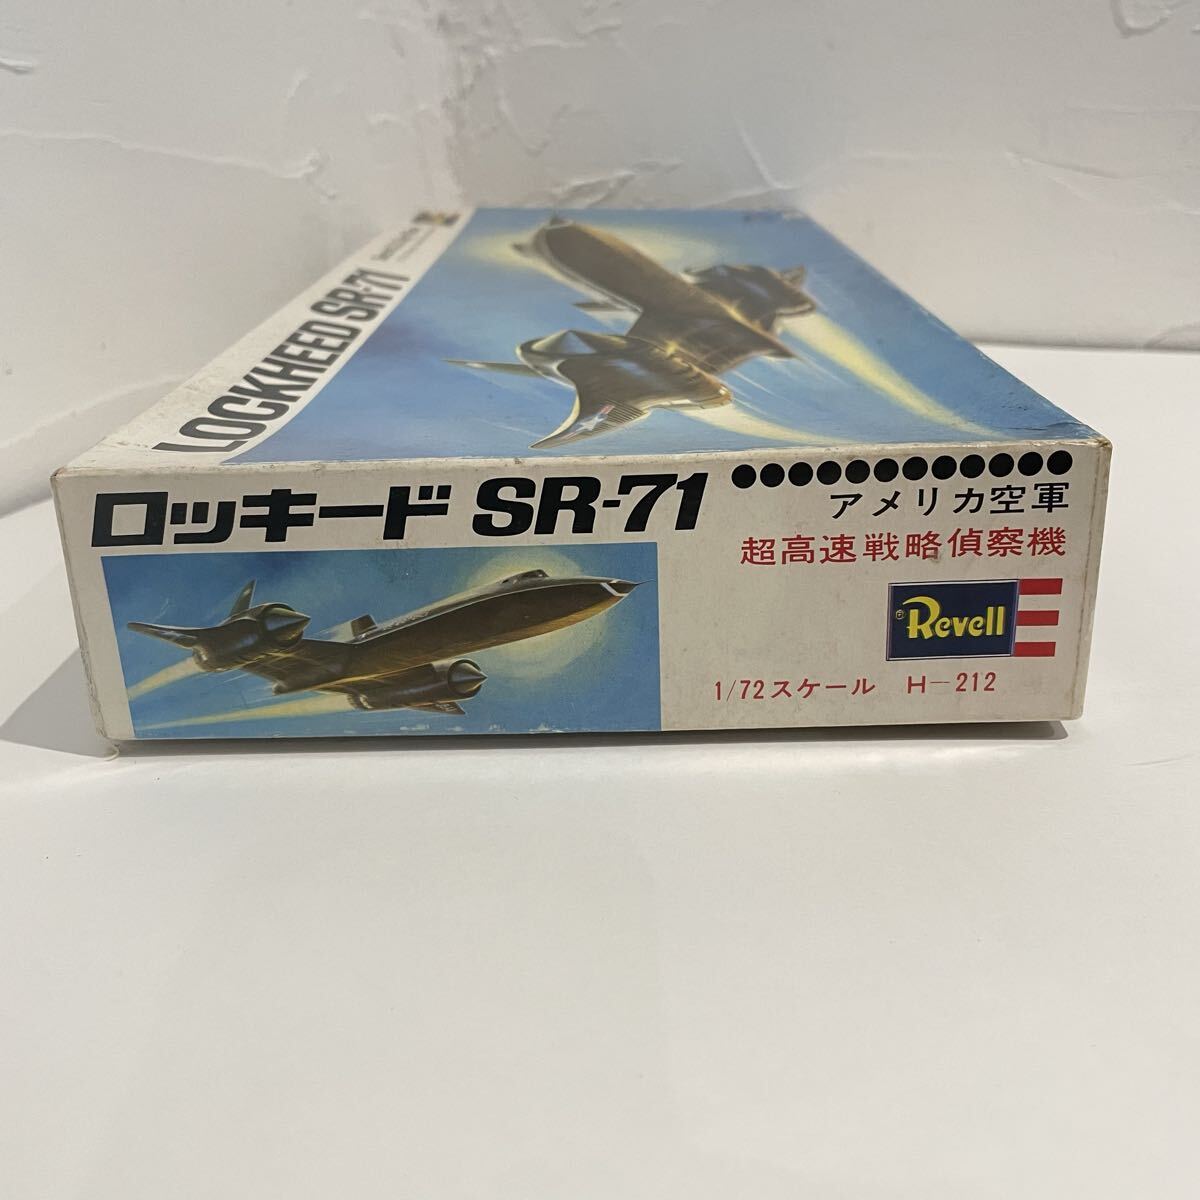 LOCKHEED SR-71
ロッキード SR-71
アメリカ空軍
超高速戦略偵察機
Revell
1/72スケール H-212